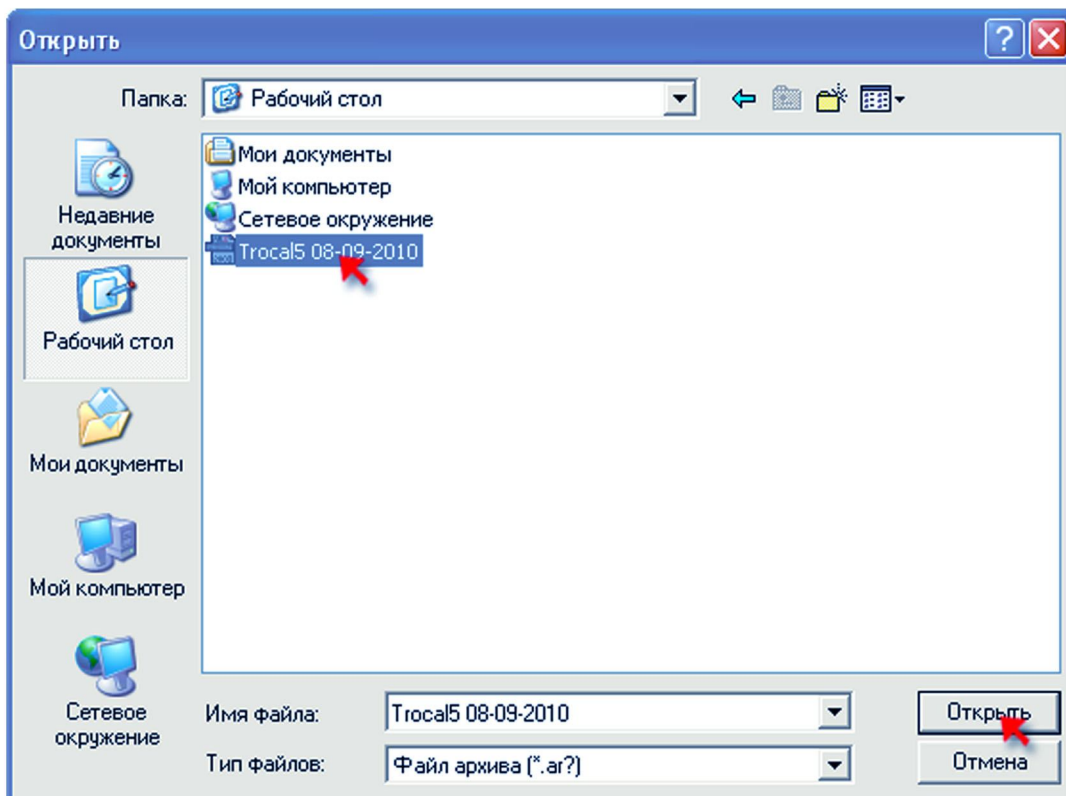 Открыть
Папка:
Рабочий стол
Мои документы
Мой компьютер
Сетевое окружение
Trocal5 08-09-2010
Недавние
документы
Рабочий стол
Мои документы
Мой компьютер
Сетевое
окружение
Имя файла:
Trocal5 08-09-2010
Открыть
Тип файлов:
Файл архива (*.ar?)
Отмена